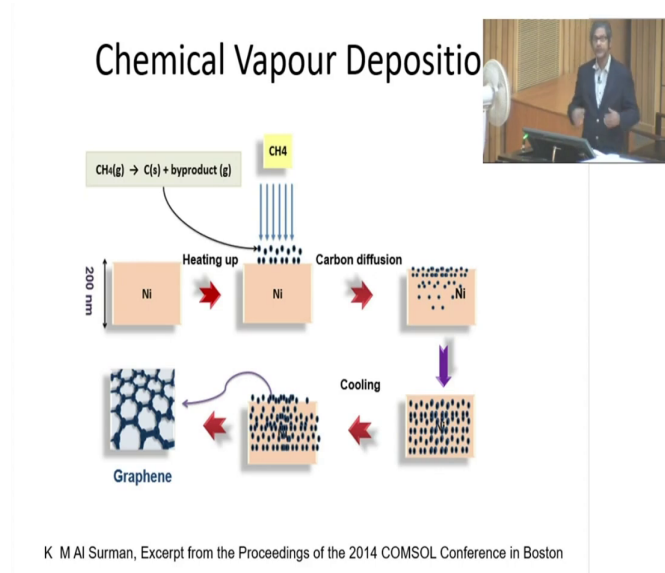 Chemical Vapour Depositio
CH4
CH4(g) → C(s) + byproduct (g)
Heating up
Carbon diffusion
200 nm
Ni
Ni
Ni
Cooling
Ni
Graphene
K M Al Surman, Excerpt from the Proceedings of the 2014 COMSOL Conference in Boston